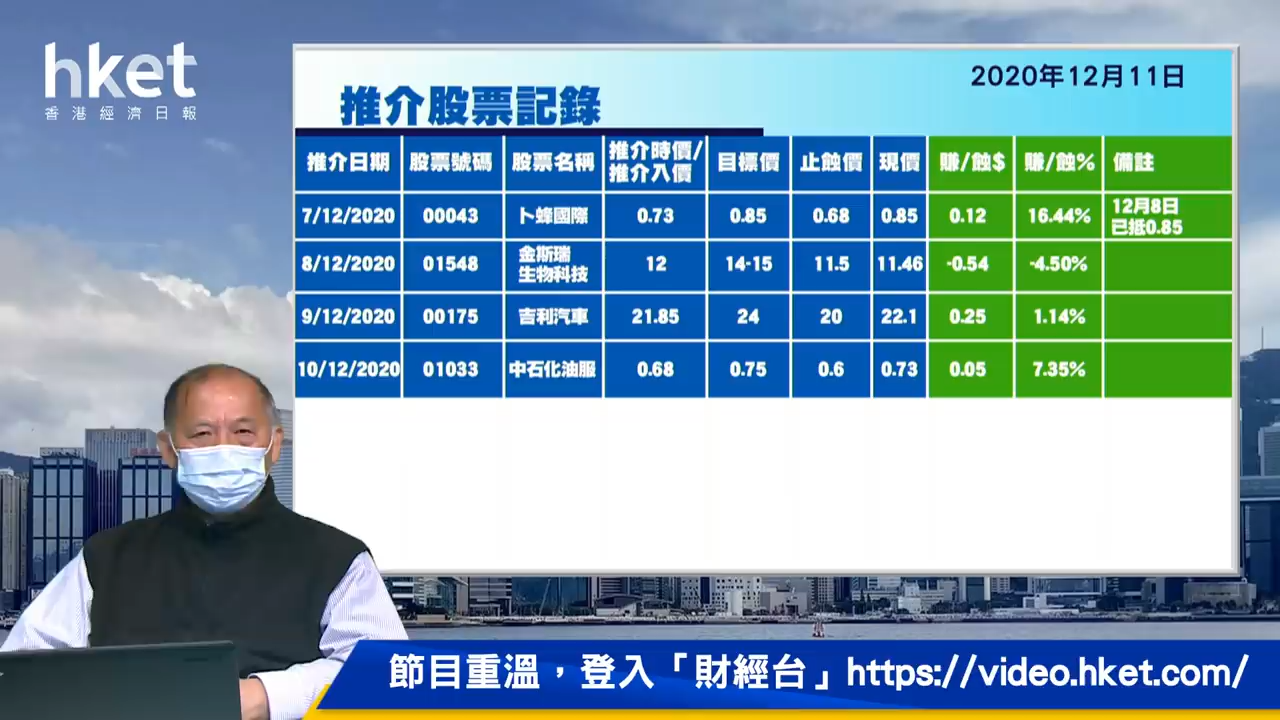 hket
香港經濟日報
2020年12月11日
推介股票記錄
推介日期 股票號碼 股票名稱 推介時價/推介入價 目標價 止蝕價 現價 賺/蝕$ 賺/蝕% 備註
7/12/2020 00043 卜蜂國際 0.73 0.85 0.68 0.85 0.12 16.44% 12月8日已抵0.85
8/12/2020 01548 金斯瑞生物科技 12 14-15 11.5 11.46 -0.54 -4.50%
9/12/2020 00175 吉利汽車 21.85 24 20 22.1 0.25 1.14%
10/12/2020 01033 中石化油服 0.68 0.75 0.6 0.73 0.05 7.35%
節目重溫，登入「財經台」https://video.hket.com/